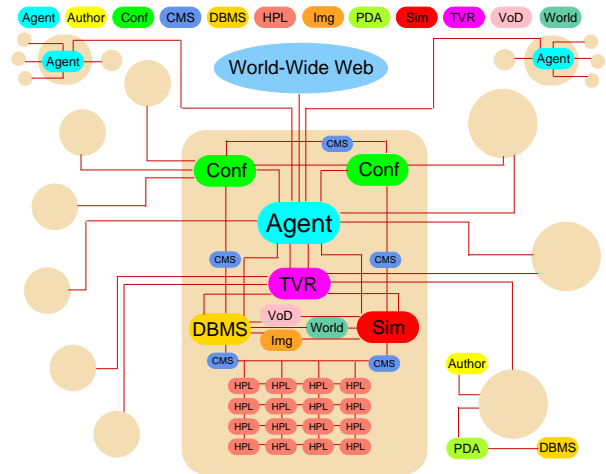 Agent Author Conf CMS DBMS HPL Img PDA Sim TVR VoD World
Agent
World-Wide Web
Agent
CMS
Conf
Conf
Agent
CMS
CMS
TVR
VoD
DBMS
World
Sim
Img
CMS
CMS
Author
HPL HPL HPL HPL
HPL HPL HPL HPL
HPL HPL HPL HPL
HPL HPL HPL HPL
PDA
DBMS